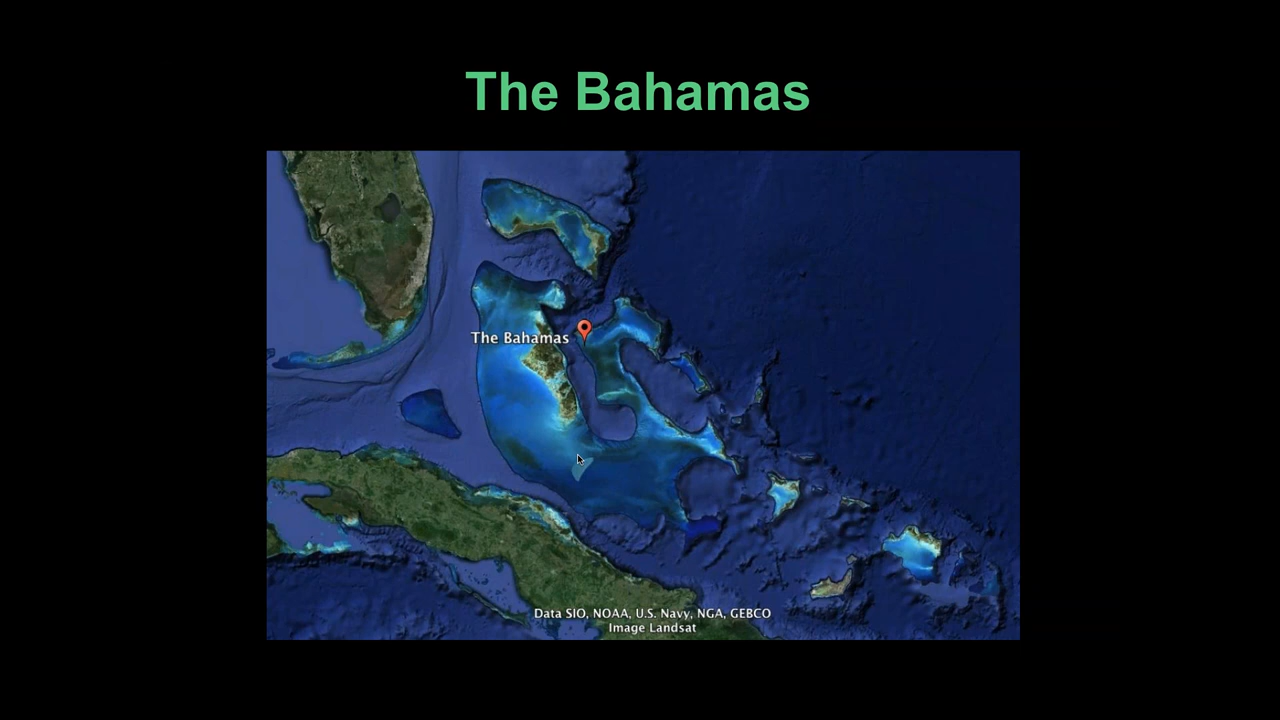 The Bahamas
The Bahamas
Data SIO, NOAA, U.S. Navy, NGA, GEBCO
Image Landsat